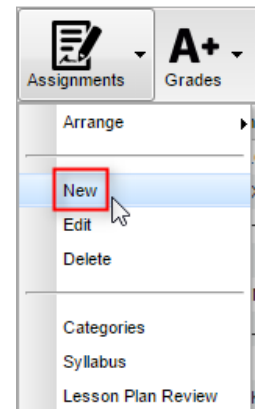 A+
Assignments Grades
Arrange
New
Edit
Delete
Categories
Syllabus
Lesson Plan Review